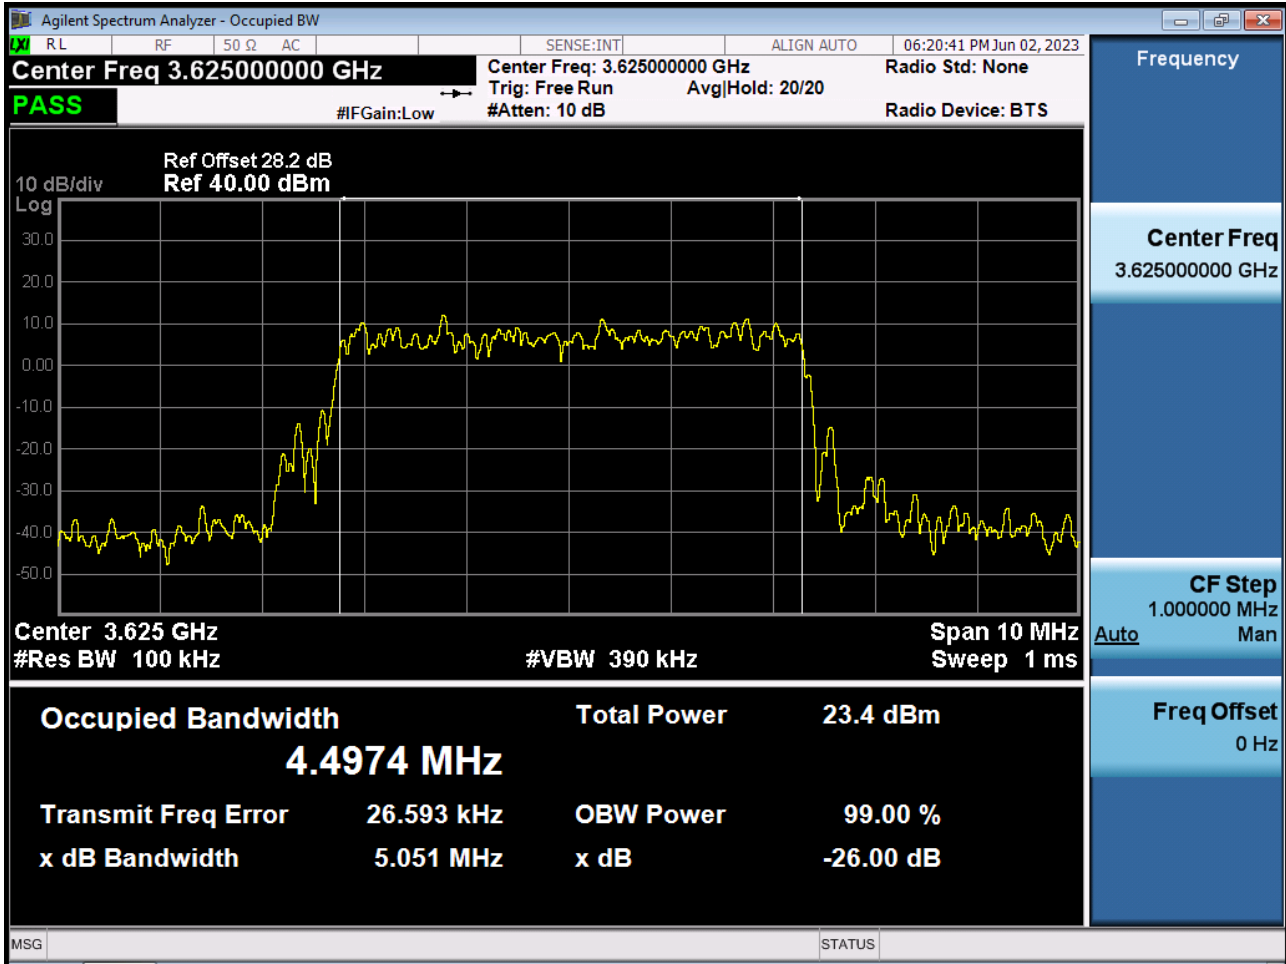 Agilent Spectrum Analyzer - Occupied BW
LXI RL RF 50 Ω AC SENSE:INT ALIGN AUTO 06:20:41 PM Jun 02, 2023
Center Freq 3.625000000 GHz
Center Freq: 3.625000000 GHz
Radio Std: None
Trig: Free Run Avg|Hold: 20/20
PASS
#IFGain:Low
#Atten: 10 dB
Radio Device: BTS
Ref Offset 28.2 dB
10 dB/div Ref 40.00 dBm
Log
30.0
20.0
10.0
0.00
-10.0
-20.0
-30.0
-40.0
-50.0
Center 3.625 GHz Span 10 MHz
#Res BW 100 kHz #VBW 390 kHz Sweep 1 ms
Occupied Bandwidth Total Power 23.4 dBm
4.4974 MHz
Transmit Freq Error 26.593 kHz OBW Power 99.00 %
x dB Bandwidth 5.051 MHz x dB -26.00 dB
MSG STATUS
Frequency
Center Freq
3.625000000 GHz
CF Step
1.000000 MHz
Auto Man
Freq Offset
0 Hz